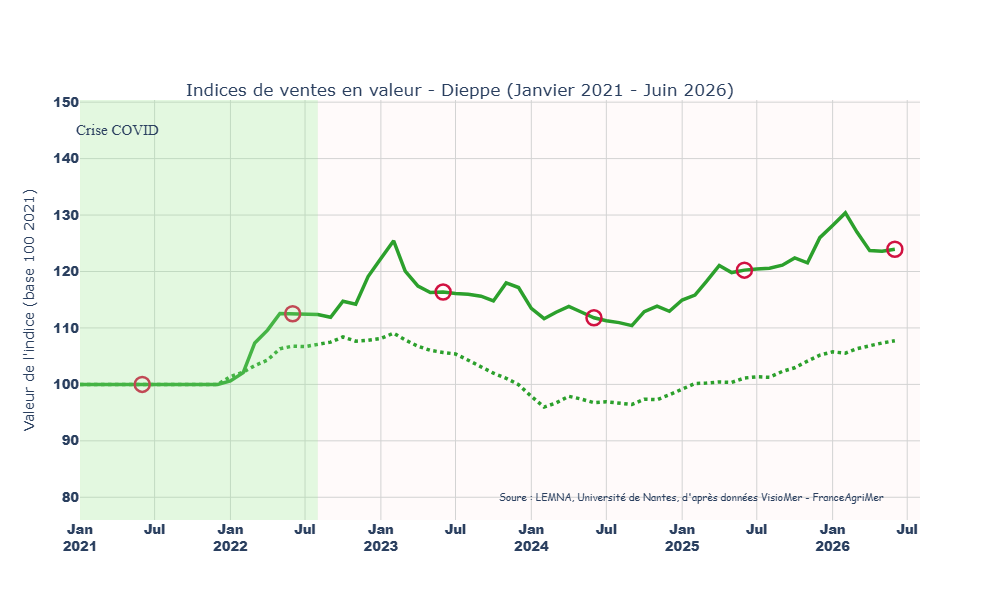 Indices de ventes en valeur - Dieppe (Janvier 2021 - Juin 2026)
Crise COVID
Valeur de l'indice (base 100 2021)
150
140
130
120
110
100
90
80
Soure : LEMNA, Université de Nantes, d'après données VisioMer - FranceAgriMer
Jan Jul Jan Jul Jan Jul Jan Jul Jan Jul Jan Jul
2021 2022 2023 2024 2025 2026